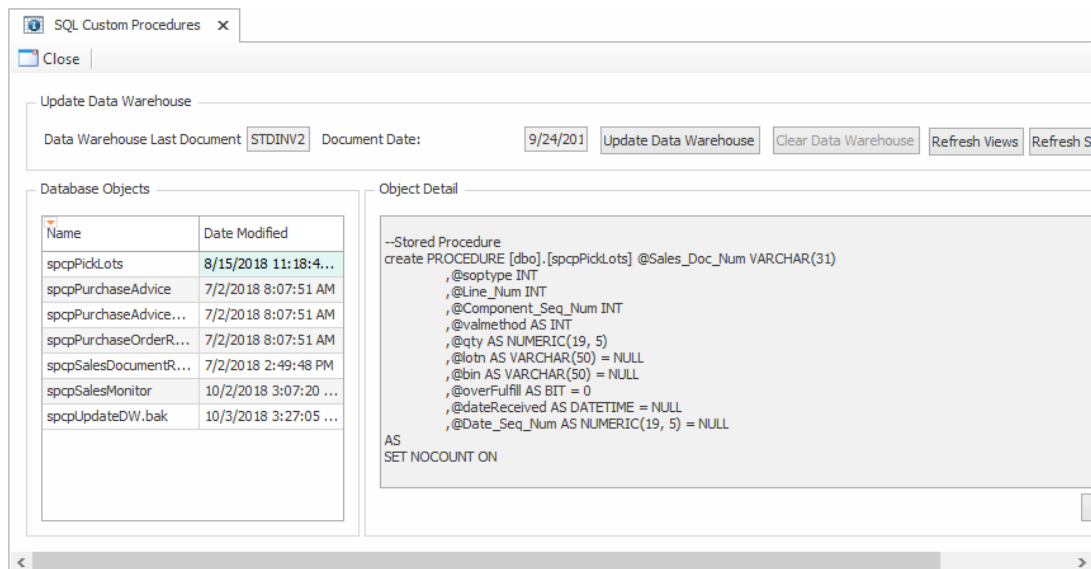 SQL Custom Procedures
Close
Update Data Warehouse
Data Warehouse Last Document STDINV2 Document Date: 9/24/201 Update Data Warehouse Clear Data Warehouse Refresh Views Refresh S
Database Objects
Name Date Modified
spcpPickLots 8/15/2018 11:18:4...
spcpPurchaseAdvice 7/2/2018 8:07:51 AM
spcpPurchaseAdvice... 7/2/2018 8:07:51 AM
spcpPurchaseOrderR... 7/2/2018 8:07:51 AM
spcpSalesDocumentR... 7/2/2018 2:49:48 PM
spcpSalesMonitor 10/2/2018 3:07:20 ...
spcpUpdateDW.bak 10/3/2018 3:27:05 ...
Object Detail
--Stored Procedure
create PROCEDURE [dbo].[spcpPickLots] @Sales_Doc_Num VARCHAR(31)
,@soptype INT
,@Line_Num INT
,@Component_Seq_Num INT
,@valmethod AS INT
,@qty AS NUMERIC(19, 5)
,@lotn AS VARCHAR(50) = NULL
,@bin AS VARCHAR(50) = NULL
,@overFulfill AS BIT = 0
,@dateReceived AS DATETIME = NULL
,@Date_Seq_Num AS NUMERIC(19, 5) = NULL
AS
SET NOCOUNT ON